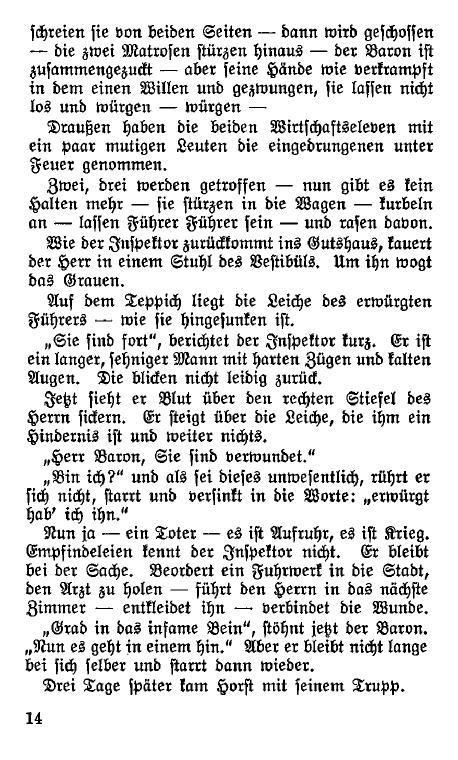 schreien sie von beiden Seiten — dann wird geschossen
— die zwei Matrosen stürzen hinaus — der Baron ist
zusammengezuckt — aber seine Hände wie verkrampft
in dem einen Willen und gezwungen, sie lassen nicht
los und würgen — würgen —
Draußen haben die beiden Wirtschaftseleven mit
ein paar mutigen Leuten die eingedrungenen unter
Feuer genommen.
Zwei, drei werden getroffen — nun gibt es kein
Halten mehr — sie stürzen in die Wagen — kurbeln
an — lassen Führer Führer sein — und rasen davon.
Wie der Inspektor zurückkommt ins Gutshaus, kauert
der Herr in einem Stuhl des Vestibüls. Um ihn wogt
das Grauen.
Auf dem Teppich liegt die Leiche des erwürgten
Führers — wie sie hingesunken ist.
„Sie sind fort“, berichtet der Inspektor kurz. Er ist
ein langer, sehniger Mann mit harten Zügen und kalten
Augen. Die blicken nicht leidig zurück.
Jetzt sieht er Blut über den rechten Stiefel des
Herrn sickern. Er steigt über die Leiche, die ihm ein
Hindernis ist und weiter nichts.
„Herr Baron, Sie sind verwundet.“
„Bin ich?“ und als sei dieses unwesentlich, rührt er
sich nicht, starrt und versinkt in die Worte: „erwürgt
hab’ ich ihn.“
Nun ja — ein Toter — es ist Aufruhr, es ist Krieg.
Empfindeleien kennt der Inspektor nicht. Er bleibt
bei der Sache. Beordert ein Fuhrwerk in die Stadt,
den Arzt zu holen — führt den Herrn in das nächste
Zimmer — entkleidet ihn — verbindet die Wunde.
„Grad in das infame Bein“, stöhnt jetzt der Baron.
„Nun es geht in einem hin.“ Aber er bleibt nicht lange
bei sich selber und starrt dann wieder.
Drei Tage später kam Horst mit seinem Trupp.
14